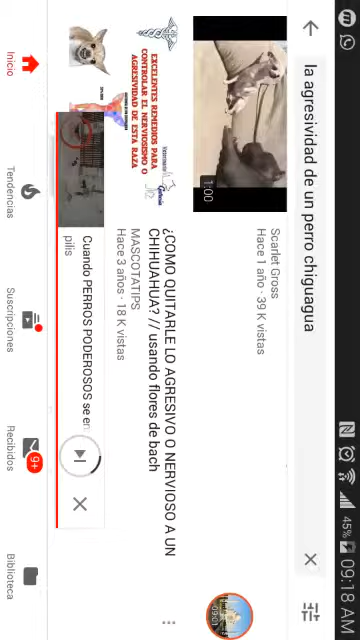 45% 09:18 AM
la agresividad de un perro chiguagua
1:00
Scarlet Gross
Hace 1 año · 39 K vistas
EXCELENTES REMEDIOS PARA
CONTROLAR EL NERVIOSISMO O
AGRESIVIDAD DE ESTA RAZA
09:01
¿COMO QUITARLE LO AGRESIVO O NERVIOSO A UN
CHIHUAHUA? // usando flores de bach
MASCOTATIPS
Hace 3 años · 18 K vistas
Cuando PERROS PODEROSOS se en
pilis
9+
Inicio
Tendencias
Suscripciones
Recibidos
Biblioteca